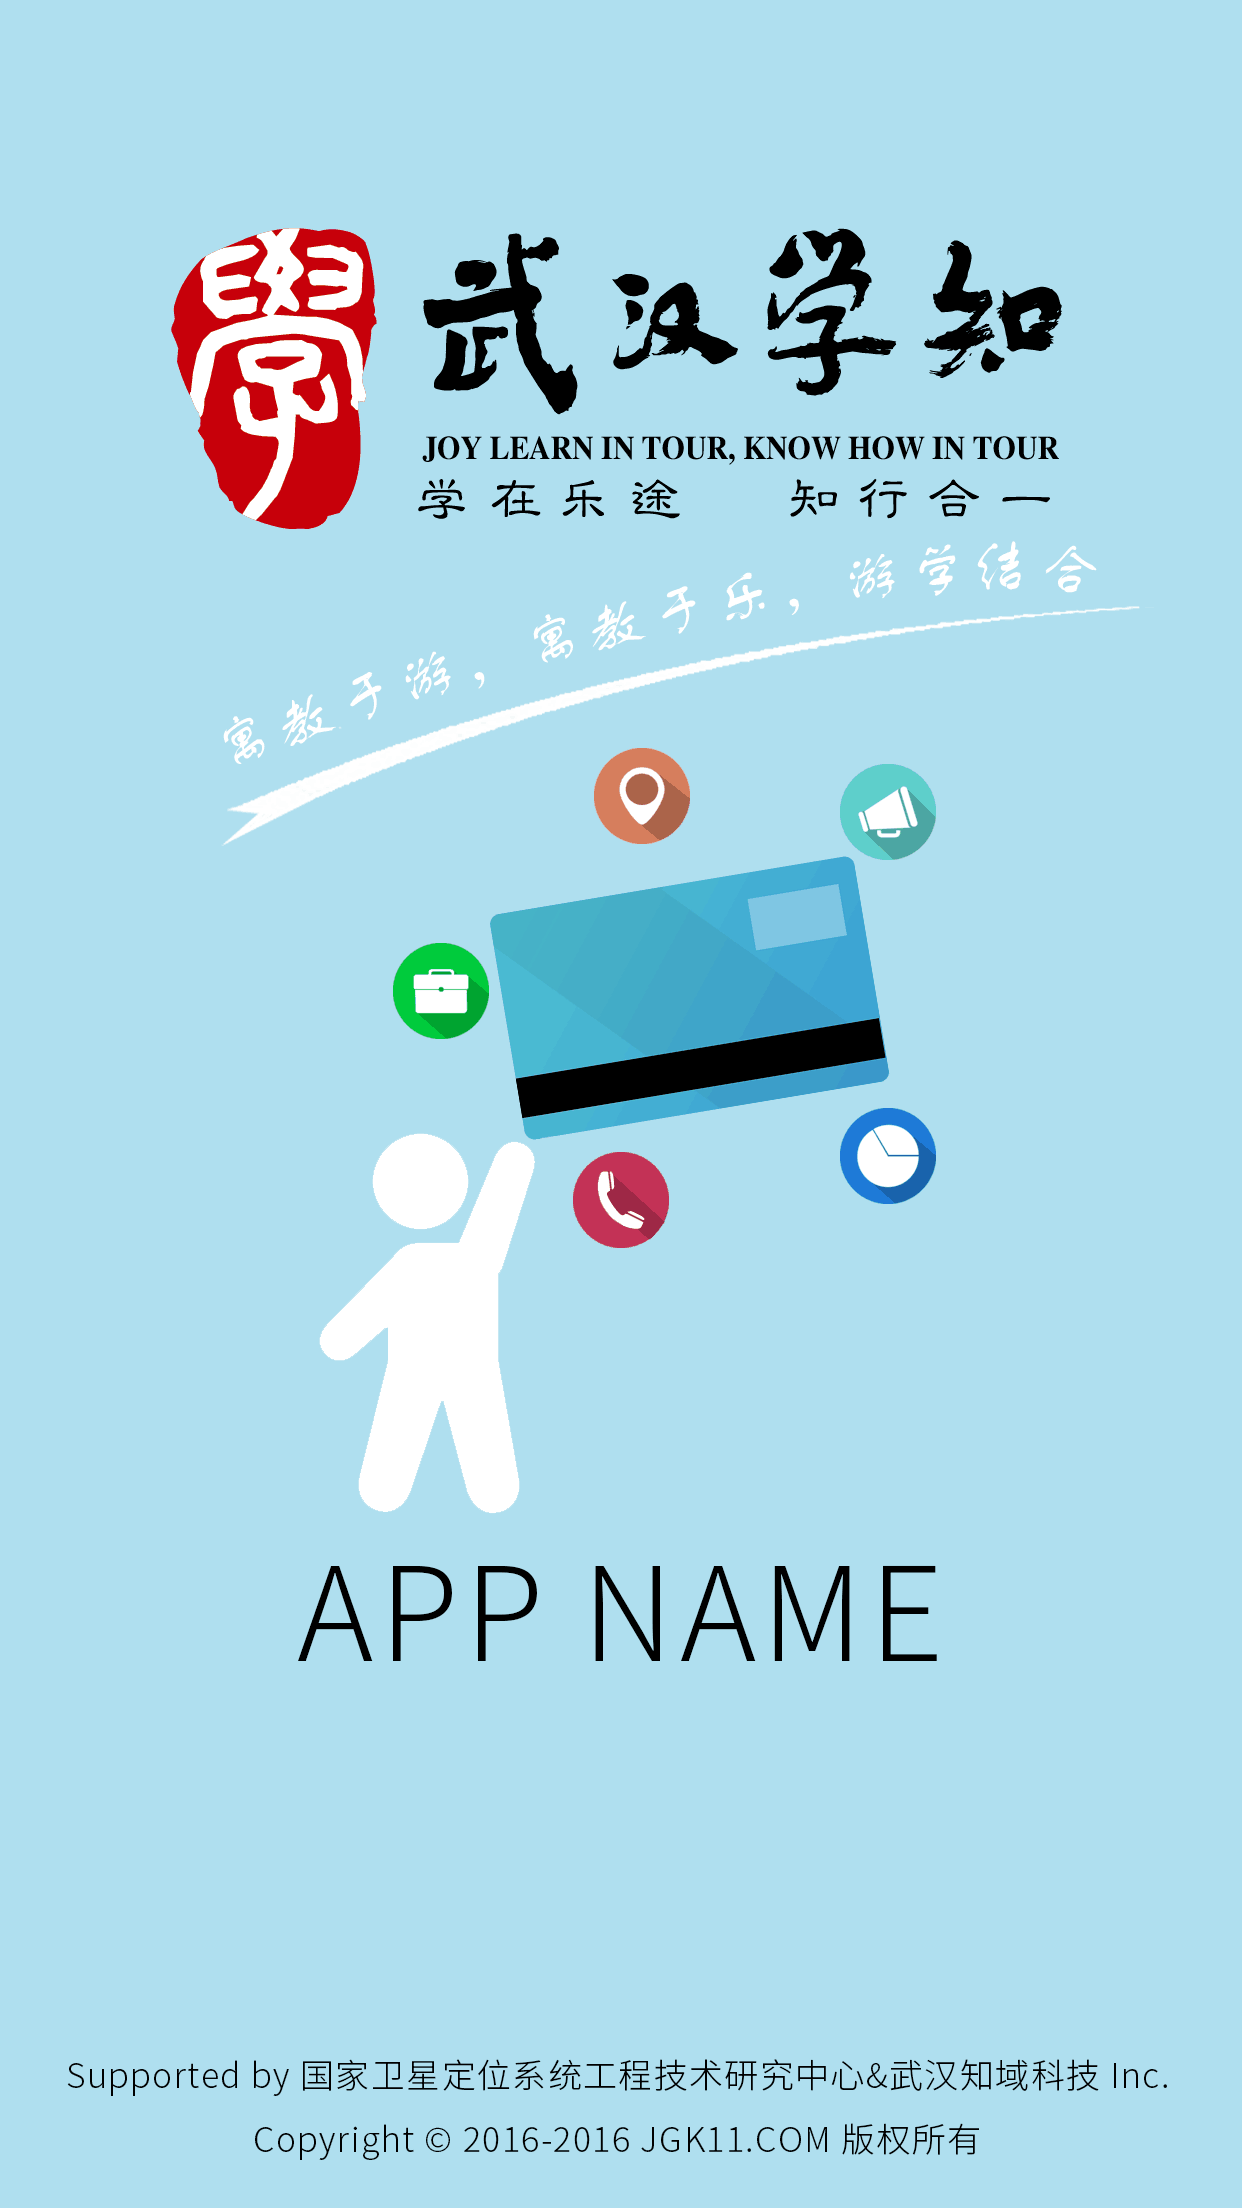 學
武汉学知
JOY LEARN IN TOUR, KNOW HOW IN TOUR
学在乐途 知行合一
寓教于游，寓教于乐，游学结合
APP NAME
Supported by 国家卫星定位系统工程技术研究中心&武汉知域科技 Inc.
Copyright © 2016-2016 JGK11.COM 版权所有